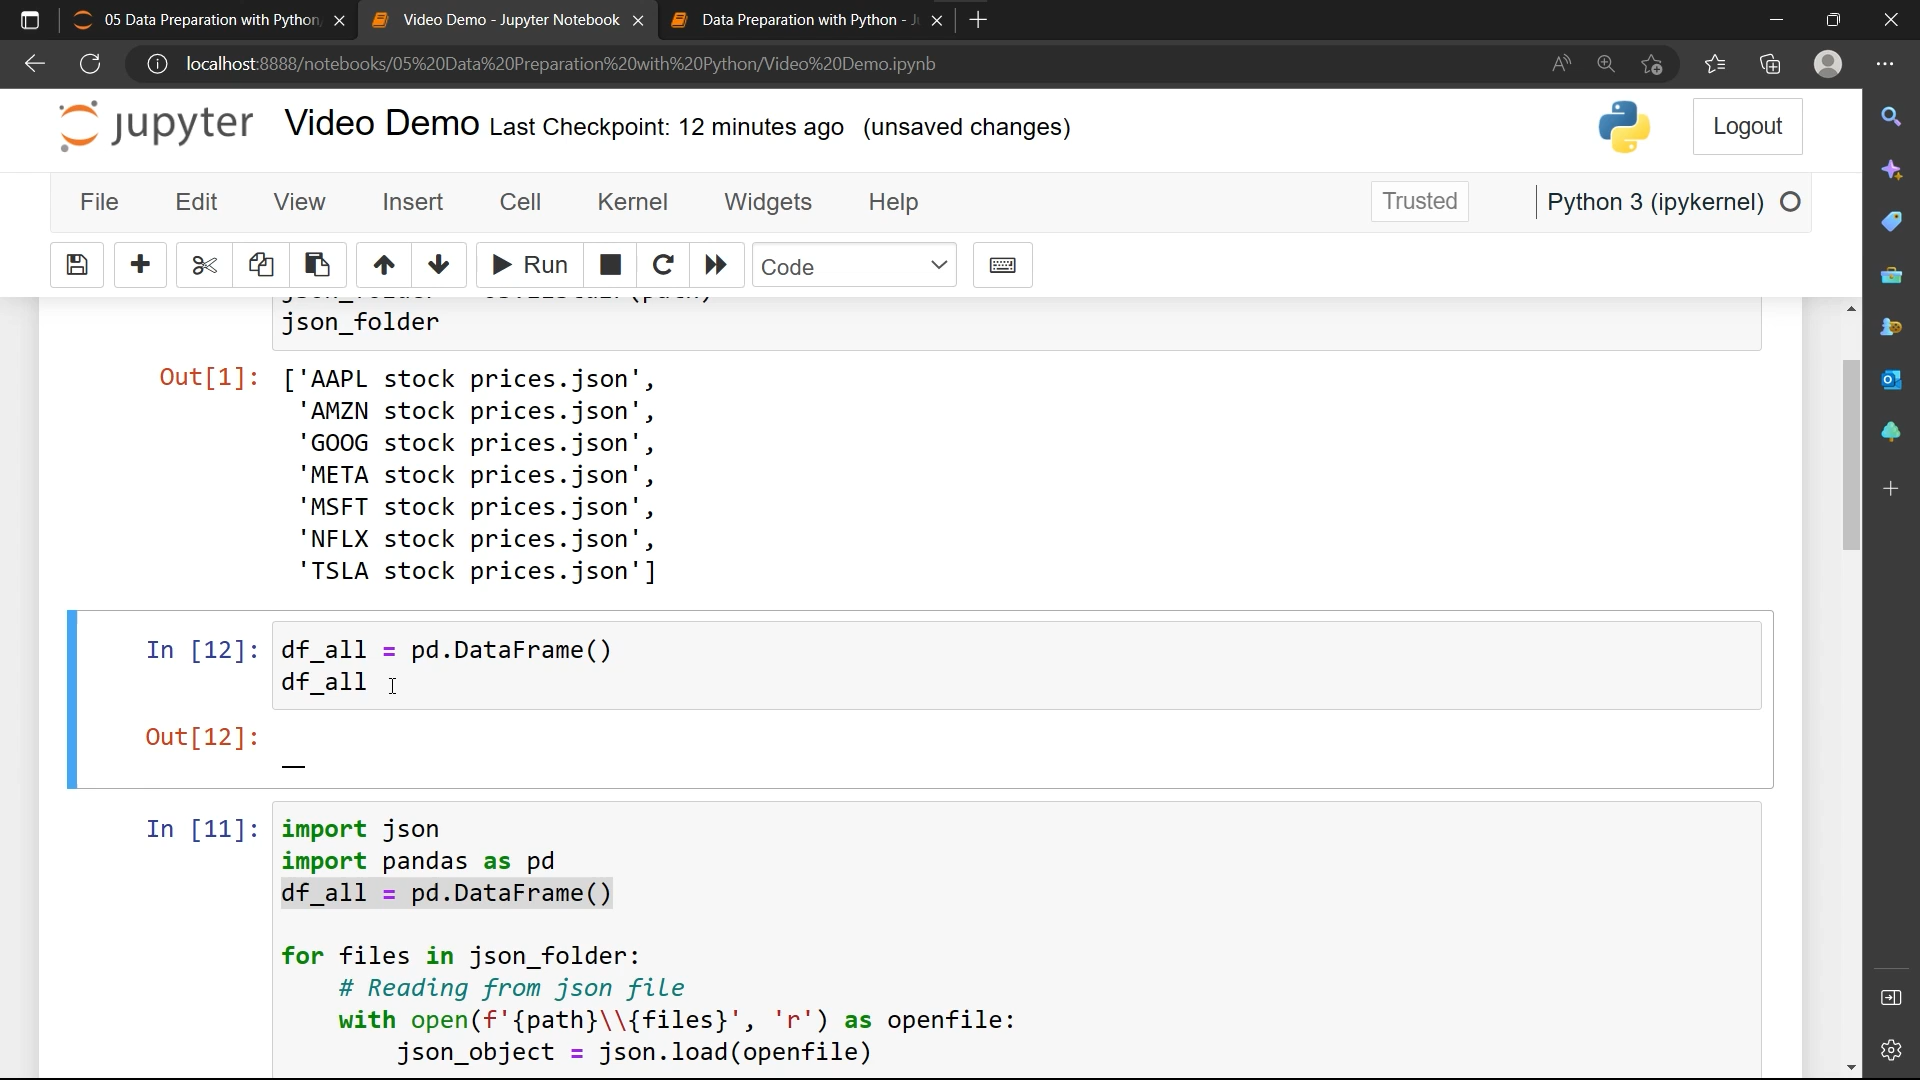 05 Data Preparation with Python
Video Demo - Jupyter Notebook
Data Preparation with Python -
localhost:8888/notebooks/05%20Data%20Preparation%20with%20Python/Video%20Demo.ipynb
jupyter Video Demo Last Checkpoint: 12 minutes ago (unsaved changes)
Logout
File Edit View Insert Cell Kernel Widgets Help Trusted Python 3 (ipykernel)
Run Code
json_folder
Out[1]: ['AAPL stock prices.json',
'AMZN stock prices.json',
'GOOG stock prices.json',
'META stock prices.json',
'MSFT stock prices.json',
'NFLX stock prices.json',
'TSLA stock prices.json']
In [12]: df_all = pd.DataFrame()
df_all
Out[12]:
In [11]: import json
import pandas as pd
df_all = pd.DataFrame()
for files in json_folder:
# Reading from json file
with open(f'{path}\\{files}', 'r') as openfile:
json_object = json.load(openfile)